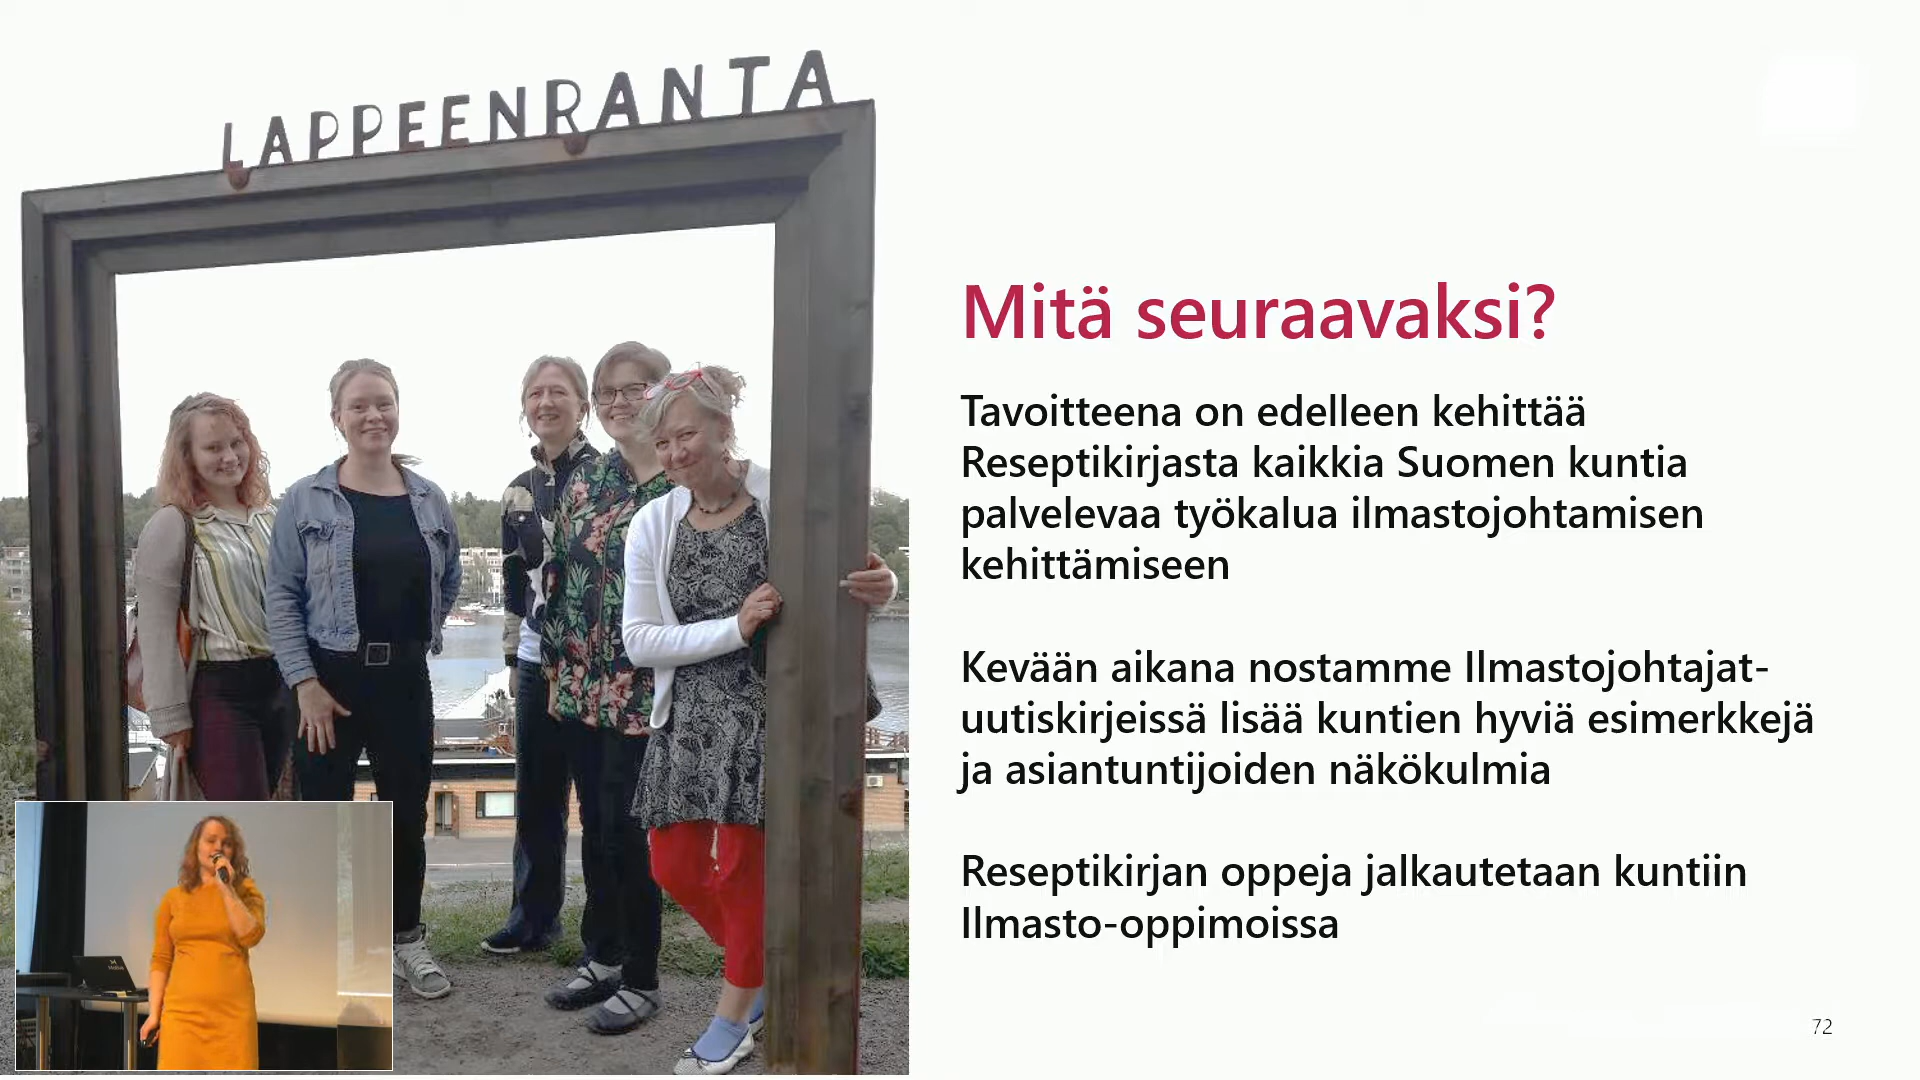 LAPPEENRANTA
Mitä seuraavaksi?
Tavoitteena on edelleen kehittää
Reseptikirjasta kaikkia Suomen kuntia
palvelevaa työkalua ilmastojohtamisen
kehittämiseen
Kevään aikana nostamme Ilmastojohtajat-
uutiskirjeissä lisää kuntien hyviä esimerkkejä
ja asiantuntijoiden näkökulmia
Reseptikirjan oppeja jalkautetaan kuntiin
Ilmasto-oppimoissa
72